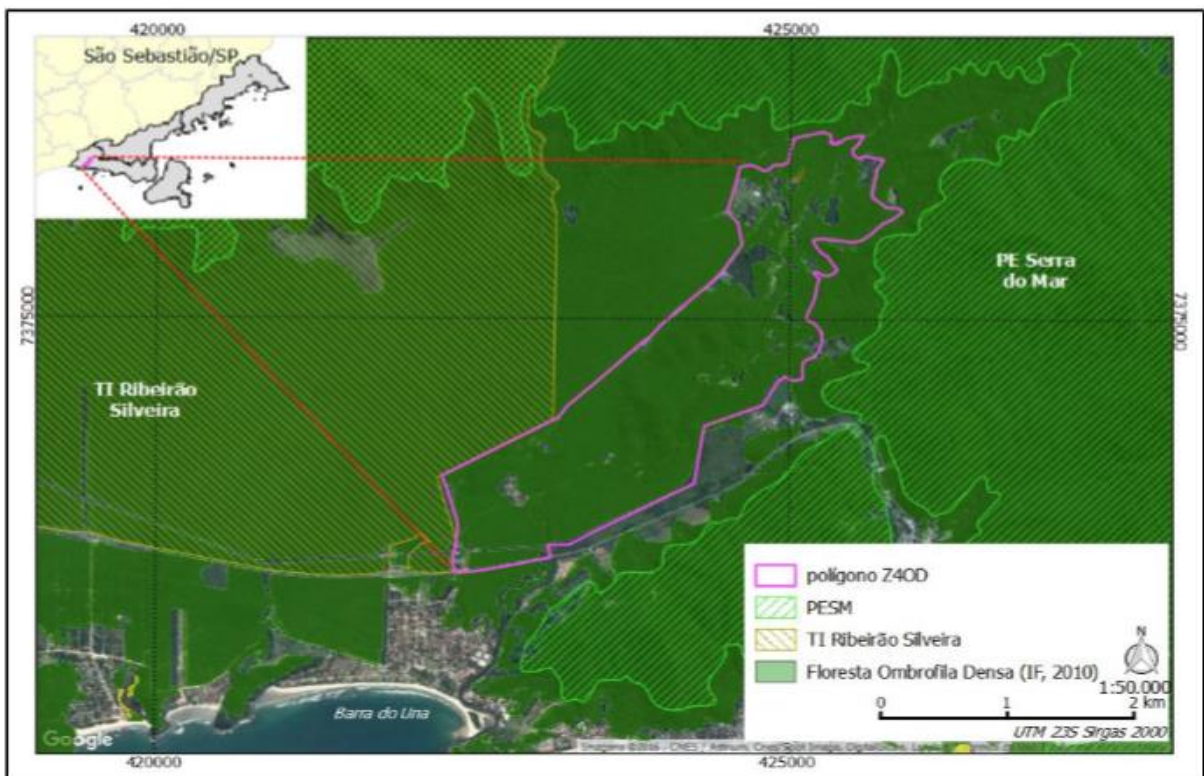 420000
425000
São Sebastião/SP
7375000
7375000
PE Serra
do Mar
TI Ribeirão
Silveira
polígono Z4OD
PESM
TI Ribeirão Silveira
Floresta Ombrofila Densa (IF, 2010)
N
1:50.000
0 1 2 km
UTM 23S Sirgas 2000
Barra do Una
Google
420000
425000